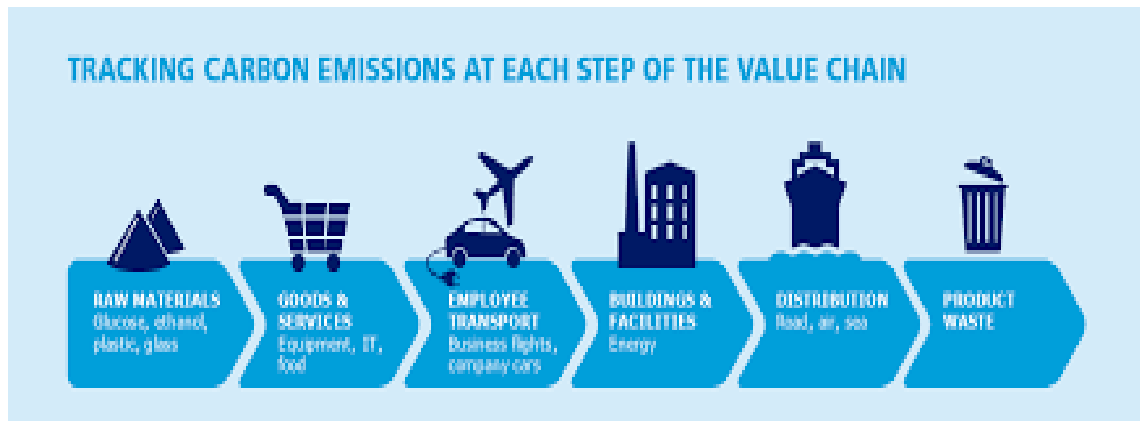 TRACKING CARBON EMISSIONS AT EACH STEP OF THE VALUE CHAIN
RAW MATERIALS
Glucose, ethanol,
plastic, glass
GOODS &
SERVICES
Equipment, IT,
food
EMPLOYEE
TRANSPORT
Business flights,
company cars
BUILDINGS &
FACILITIES
Energy
DISTRIBUTION
Road, air, sea
PRODUCT
WASTE